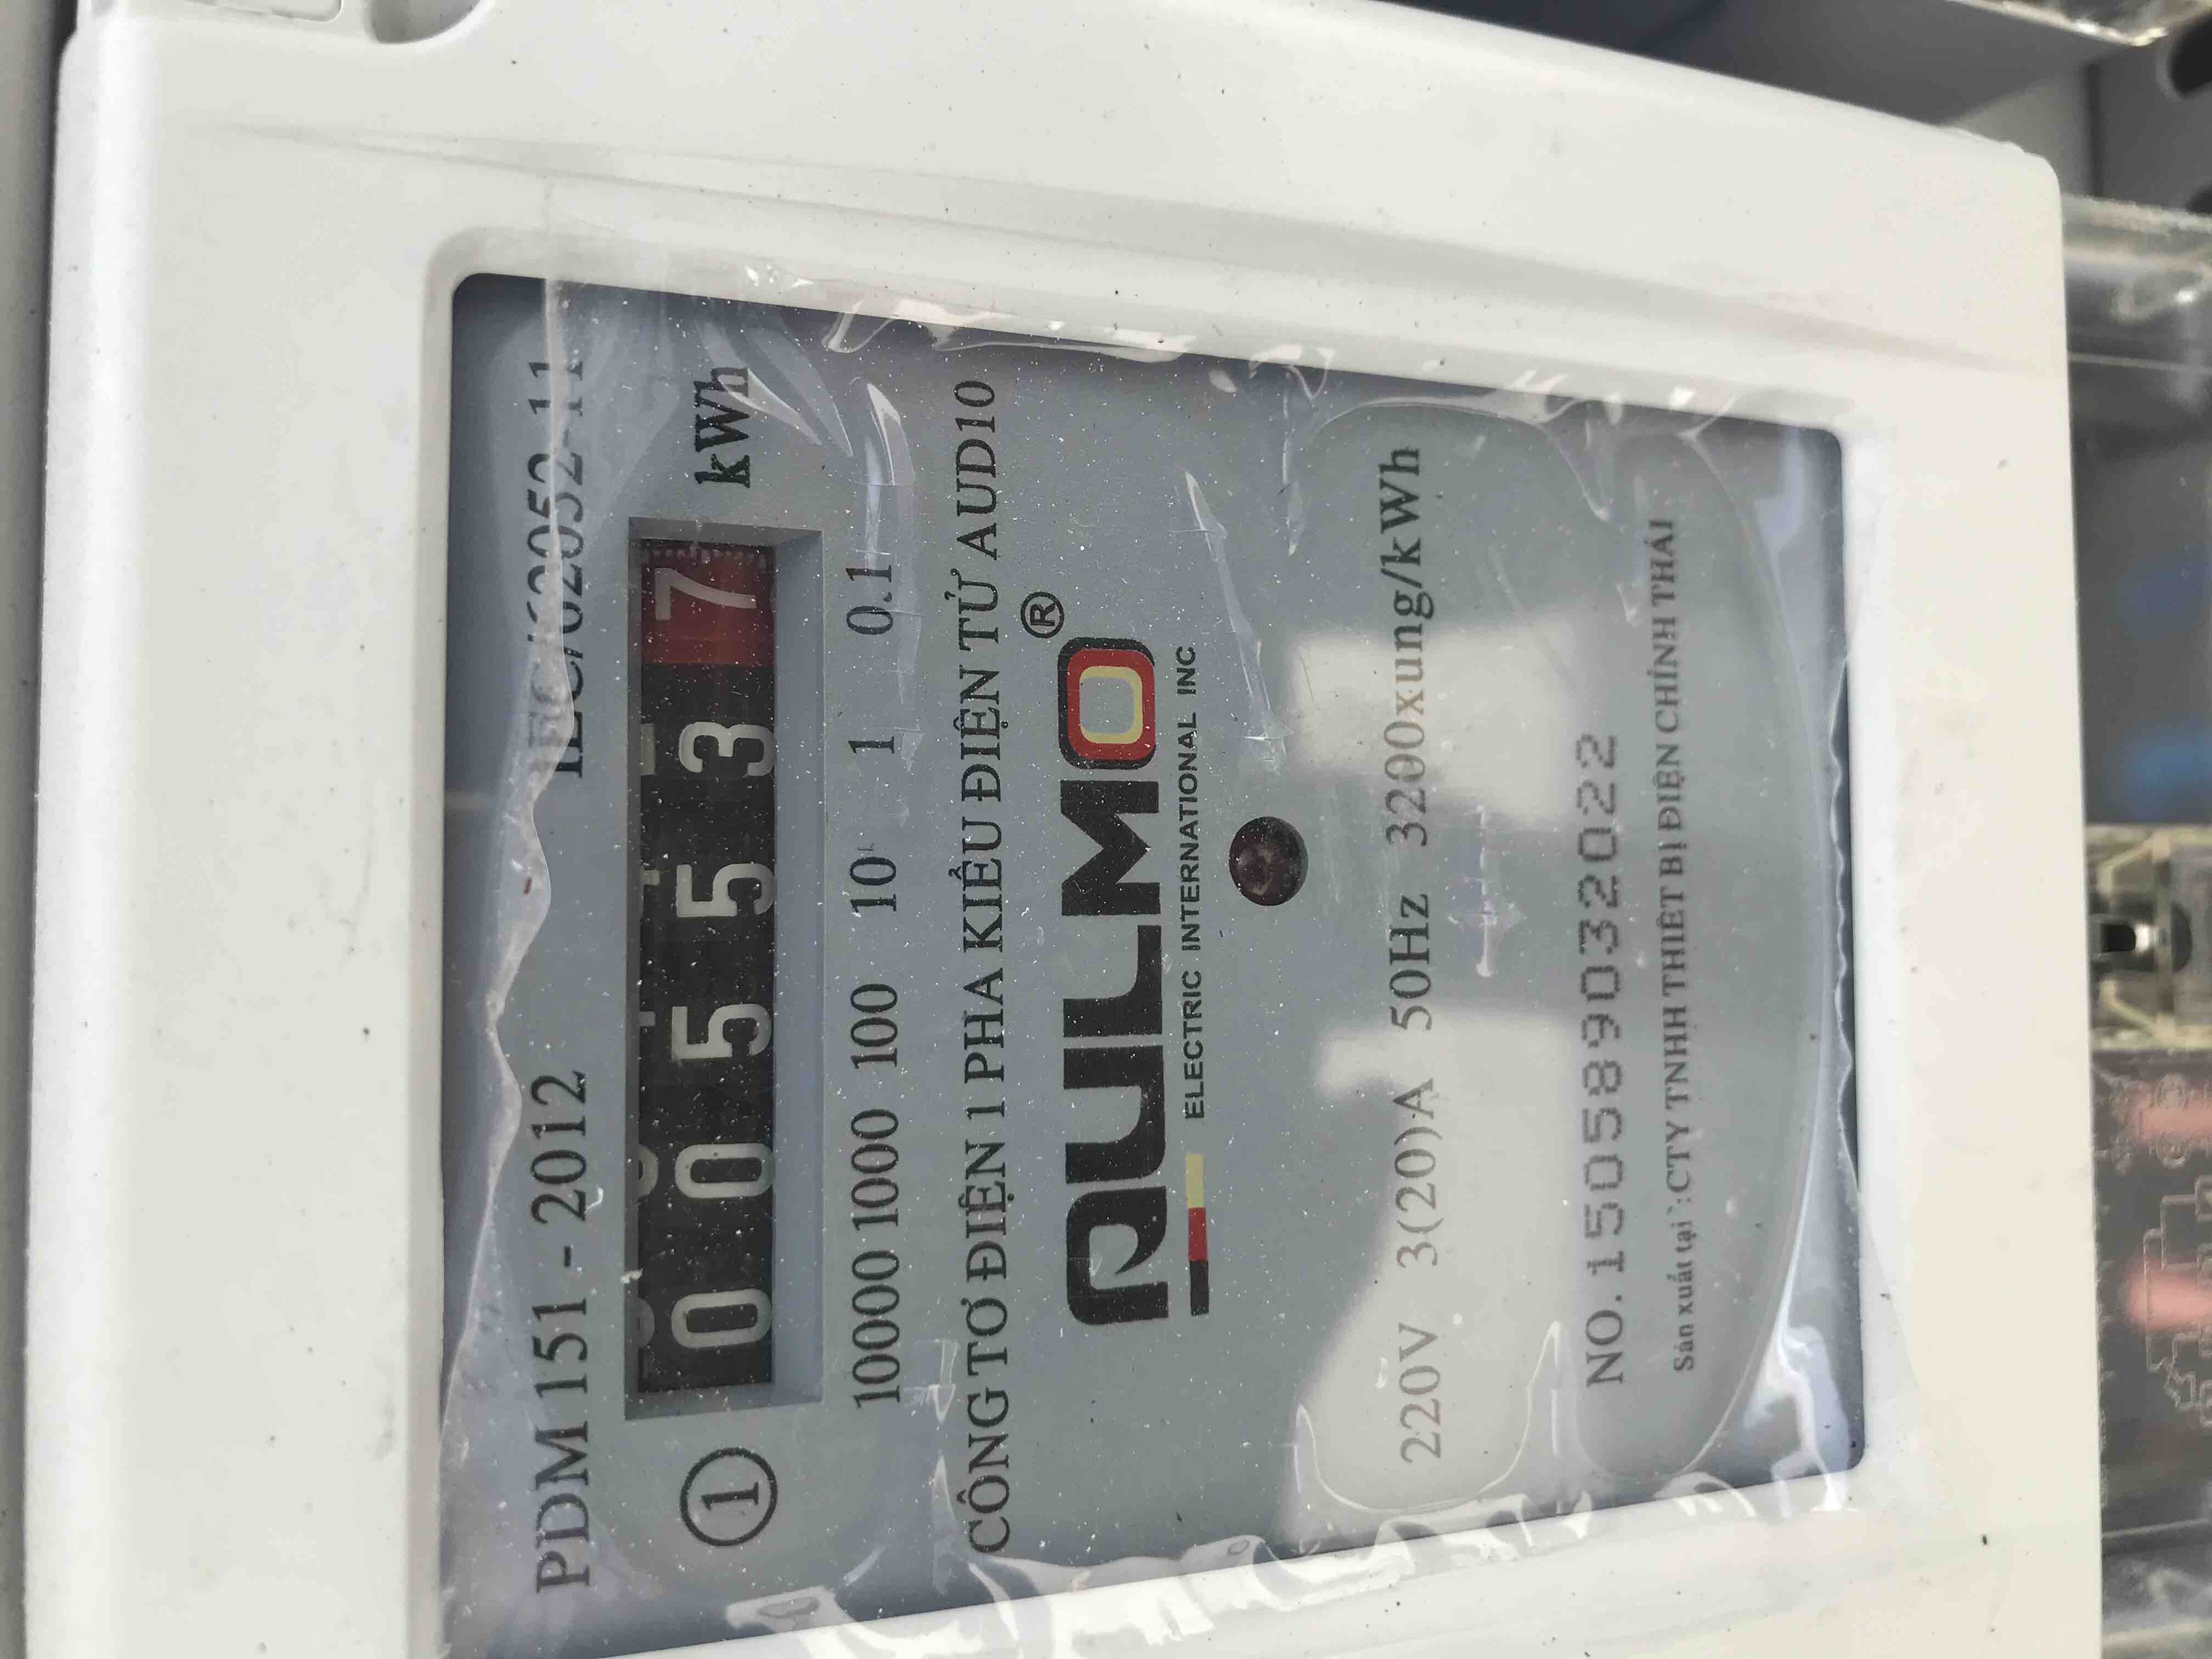 PDM 151 - 2012 IEC/62052-11
1 0 0 5 5 3 7 kWh
10000 1000 100 10 1 0.1
CÔNG TƠ ĐIỆN 1 PHA KIỂU ĐIỆN TỬ AUD10
AULMO®
ELECTRIC INTERNATIONAL INC
220V 3(20)A 50Hz 3200xung/kWh
NO. 150589032022
Sản xuất tại :CTY TNHH THIẾT BỊ ĐIỆN CHÍNH THÁI